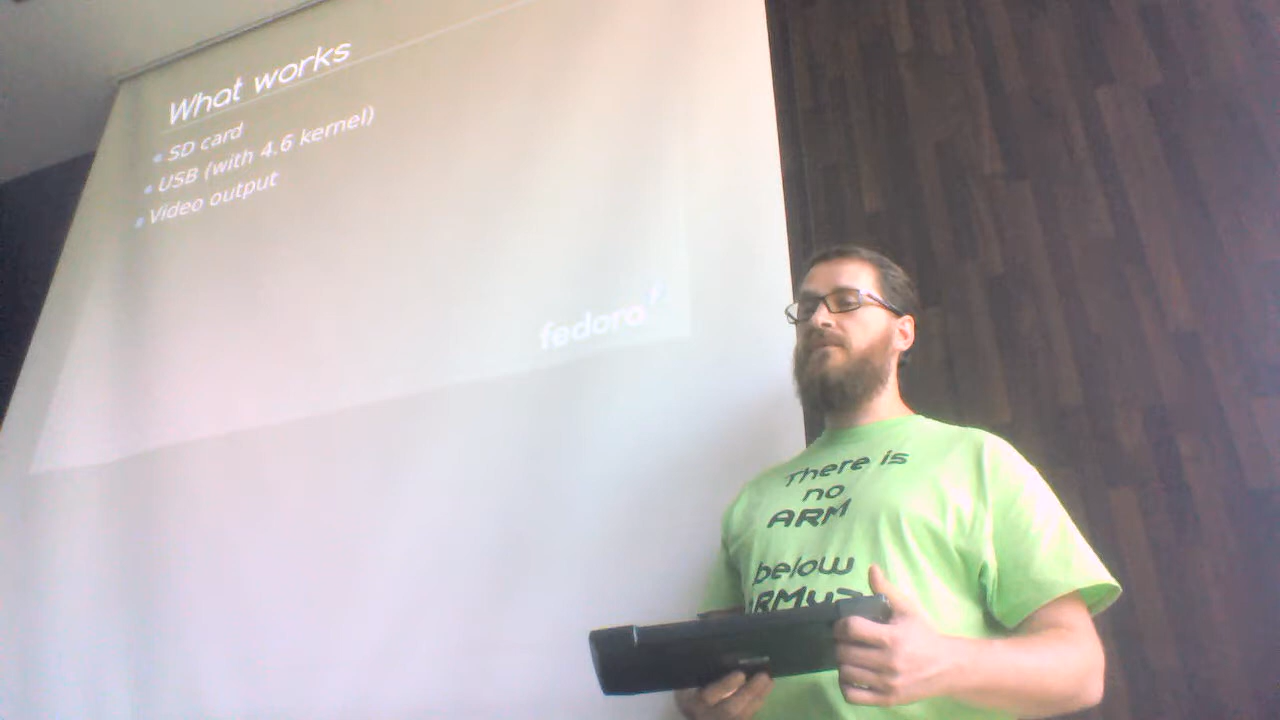 What works
SD card
USB (with 4.6 kernel)
Video output
fedora
There is
no
ARM
below